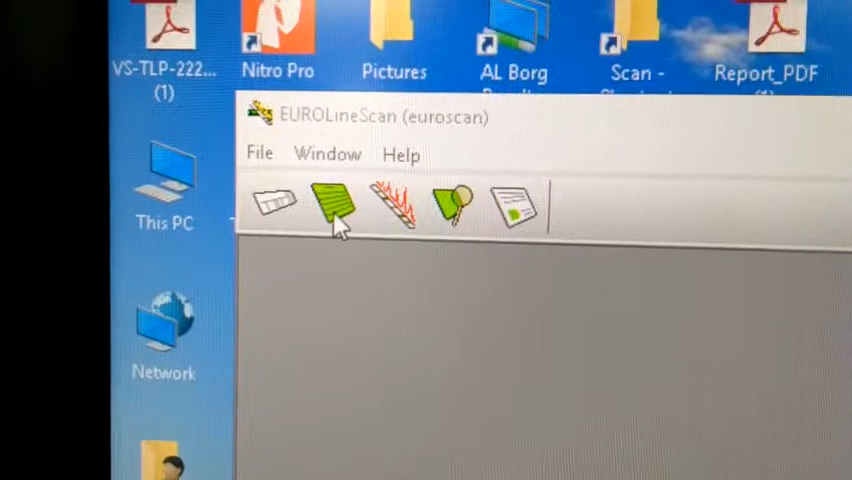 VS-TLP-222...
(1)
Nitro Pro
Pictures
AL Borg
Scan -
Report_PDF
EUROLineScan (euroscan)
File Window Help
This PC
Network